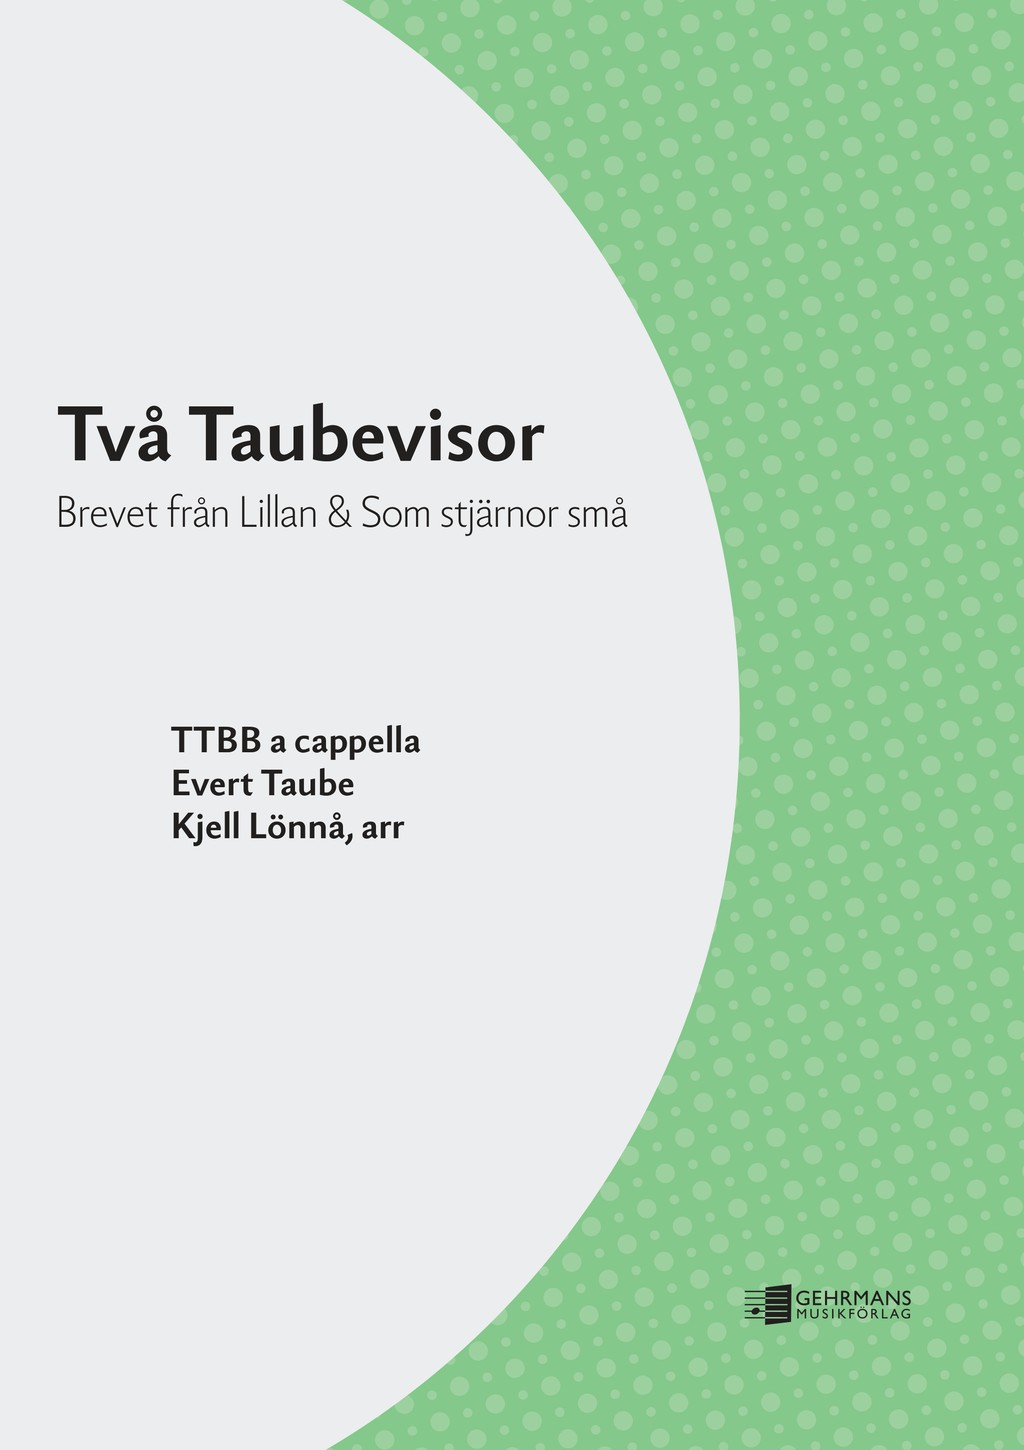 Två Taubevisor
Brevet från Lillan & Som stjärnor små
TTBB a cappella
Evert Taube
Kjell Lönnå, arr
GEHRMANS
MUSIKFÖRLAG